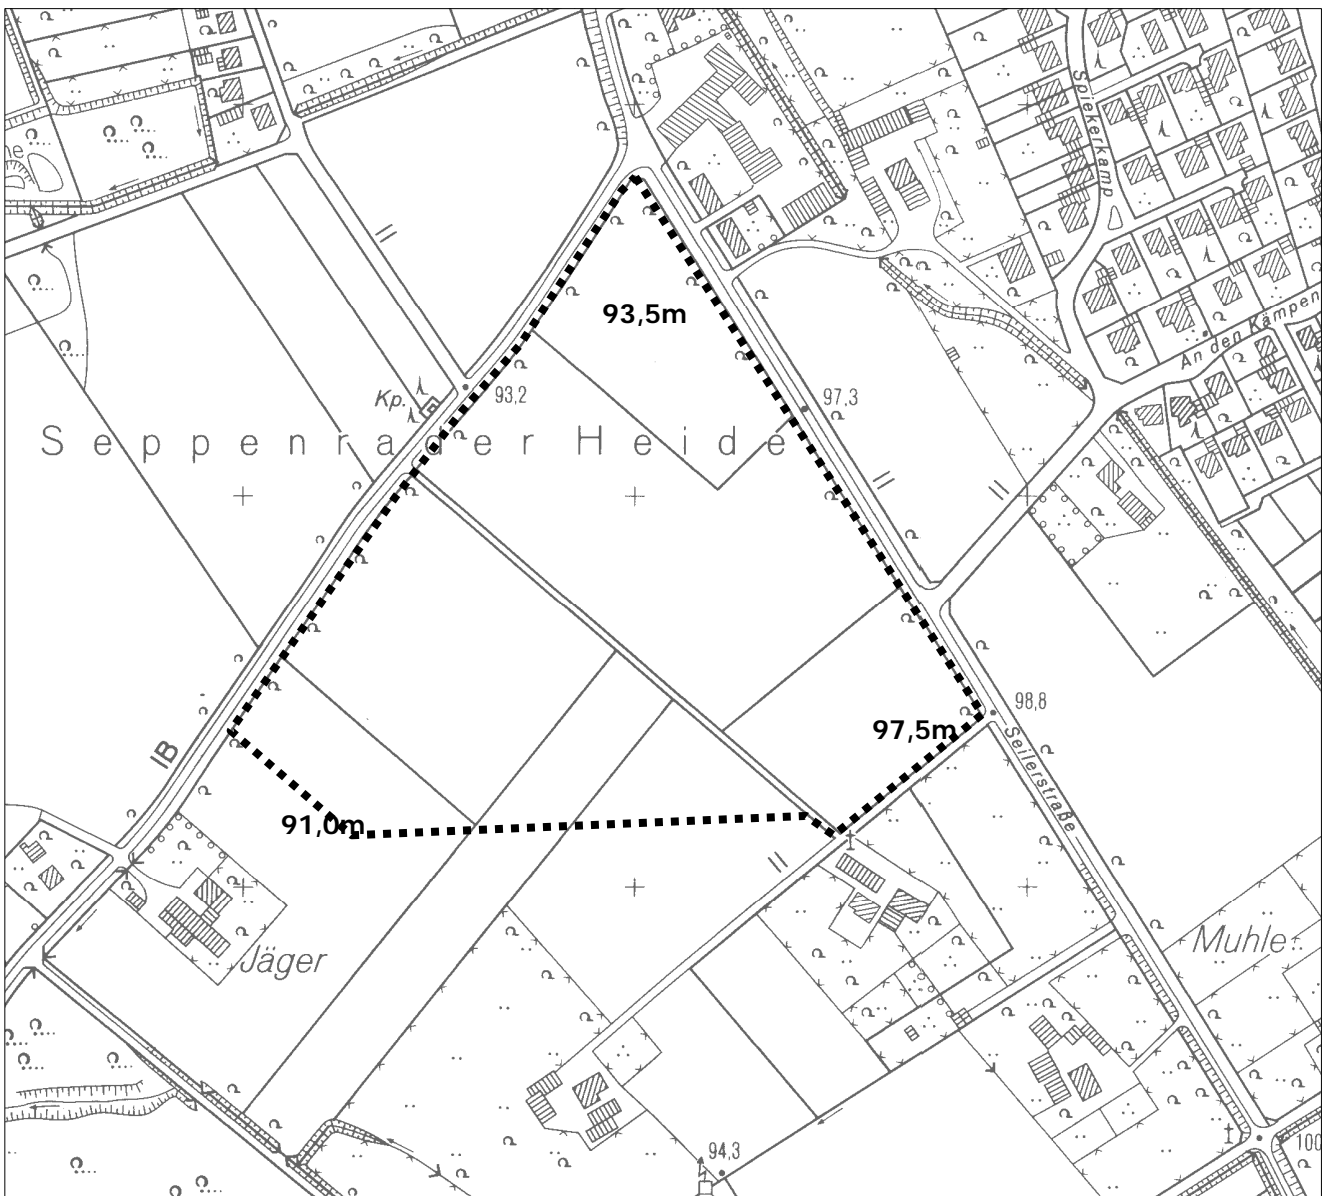 Spiekerkamp
93,5m
An den Kämpen
Kp.
93,2
97,3
Seppenrader Heide
98,8
97,5m
Seilerstraße
IB
91,0m
Jäger
Muhle
94,3
100